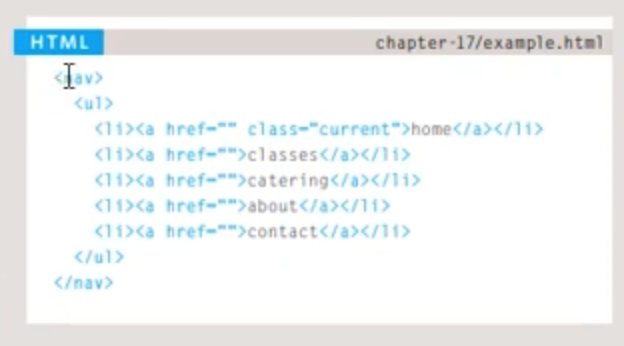 HTML
chapter-17/example.html
<nav>
<ul>
<li><a href="" class="current">home</a></li>
<li><a href="">classes</a></li>
<li><a href="">catering</a></li>
<li><a href="">about</a></li>
<li><a href="">contact</a></li>
</ul>
</nav>